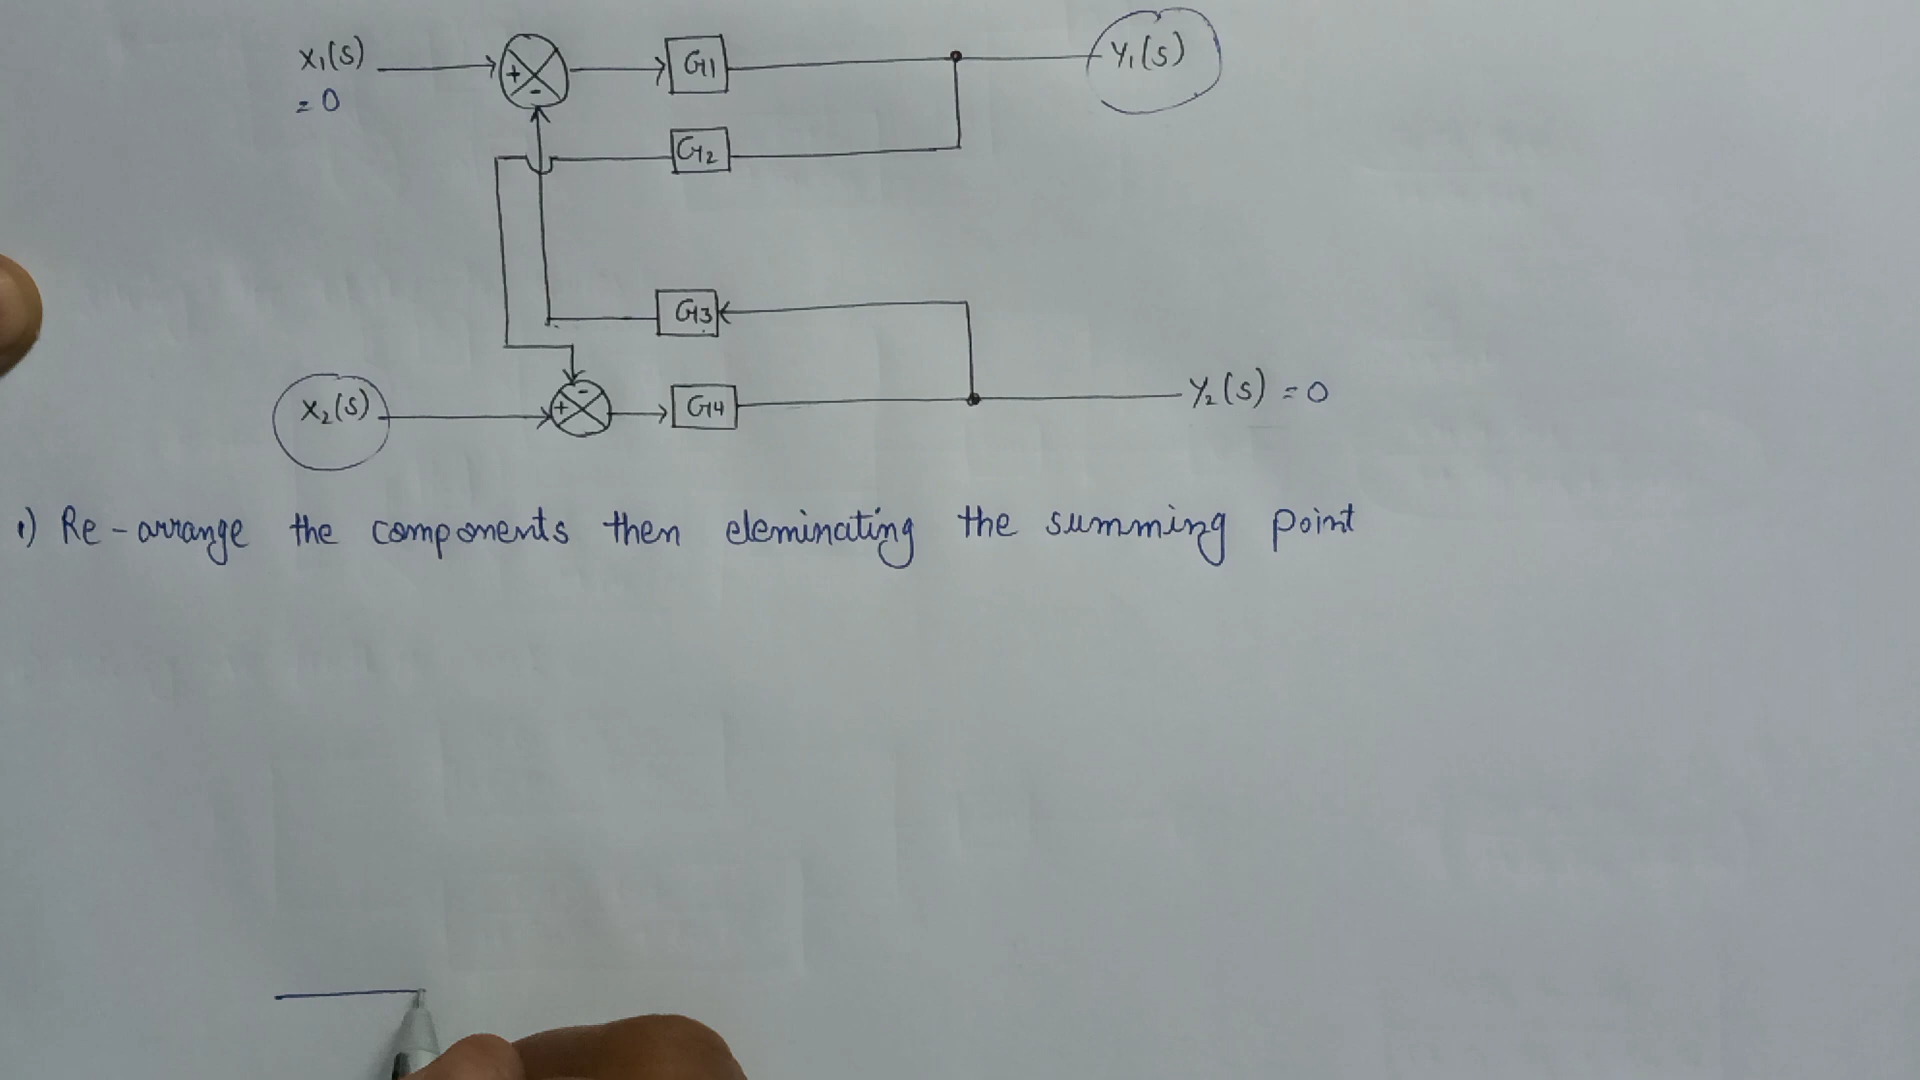 X₁(s) + - G1 Y₁(s)
= 0
G2
G3
X₂(s) + - G4 Y₂(s) = 0
1) Re-arrange the components then eleminating the summing point